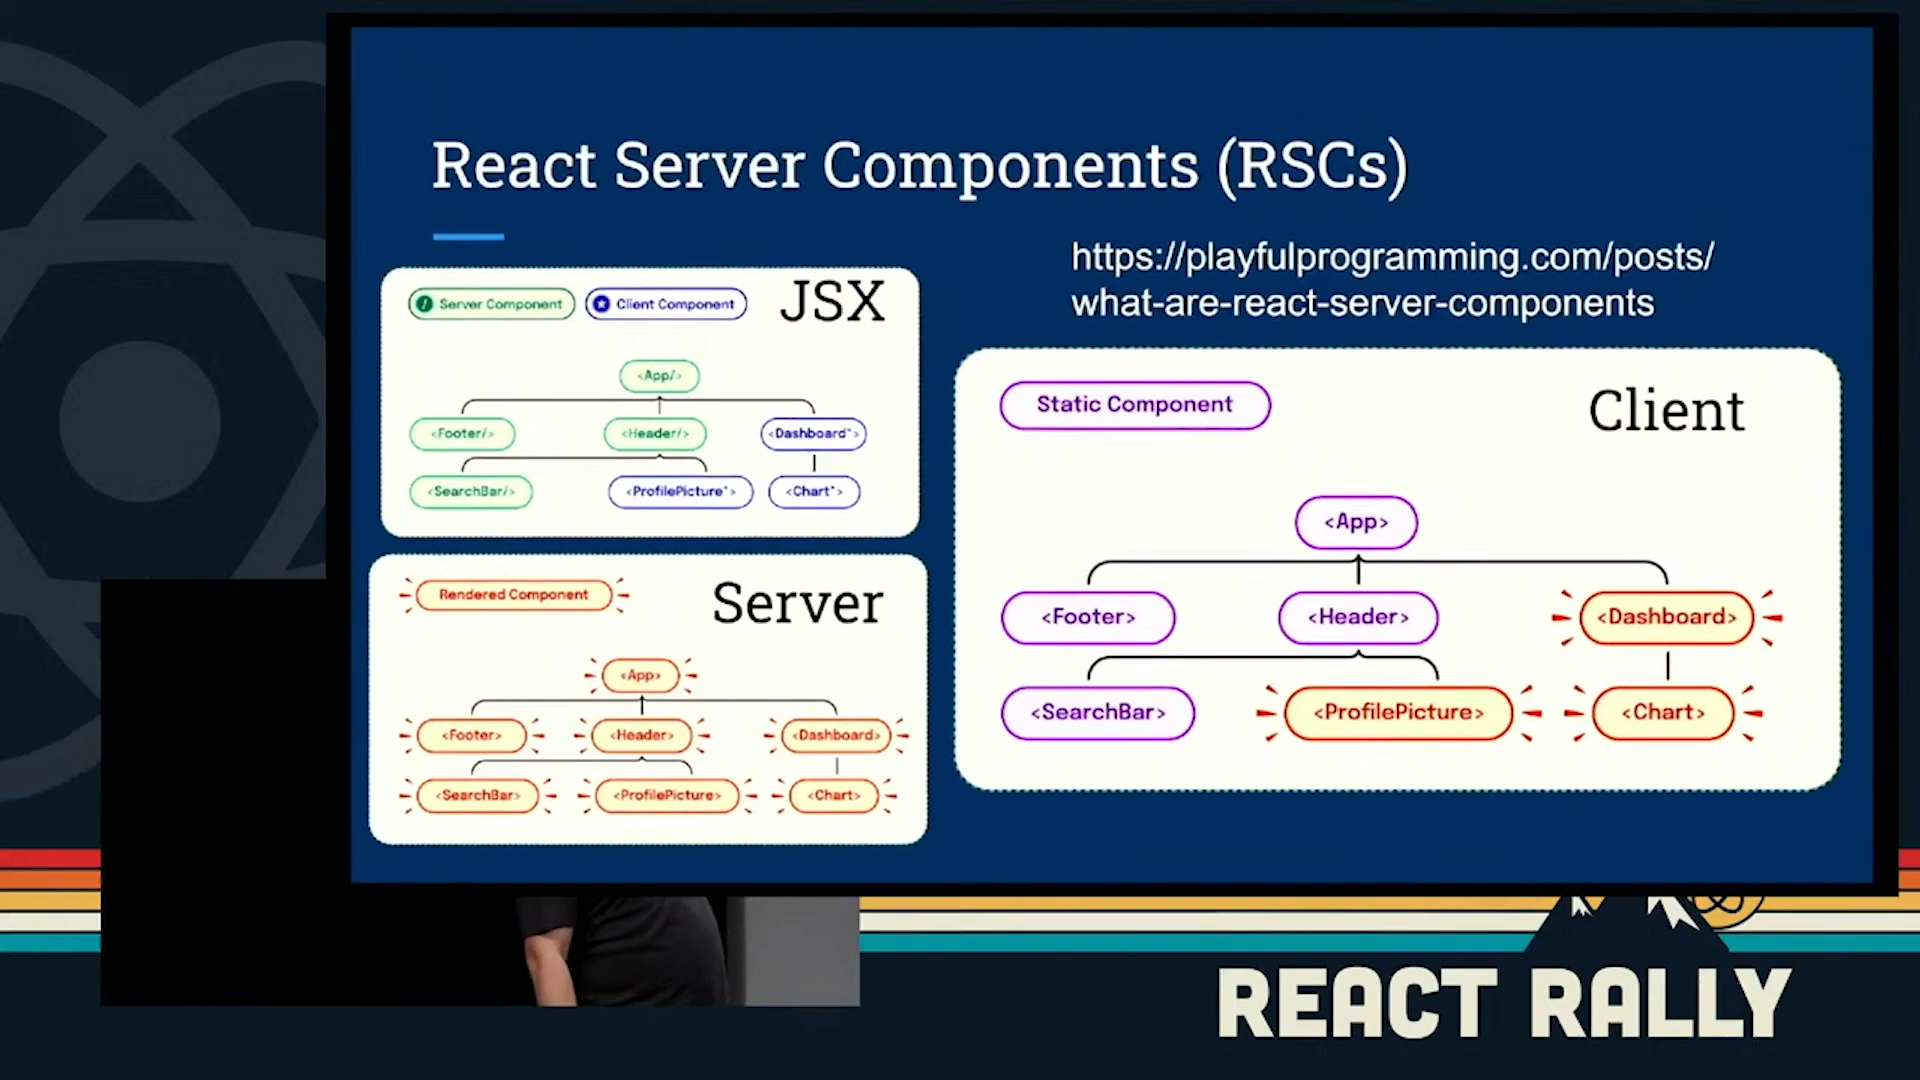 React Server Components (RSCs)
https://playfulprogramming.com/posts/
what-are-react-server-components
Server Component
Client Component
JSX
<App/>
<Footer/>
<Header/>
<Dashboard*>
<SearchBar/>
<ProfilePicture*>
<Chart*>
Rendered Component
Server
<App>
<Footer>
<Header>
<Dashboard>
<SearchBar>
<ProfilePicture>
<Chart>
Static Component
Client
<App>
<Footer>
<Header>
<Dashboard>
<SearchBar>
<ProfilePicture>
<Chart>
REACT RALLY